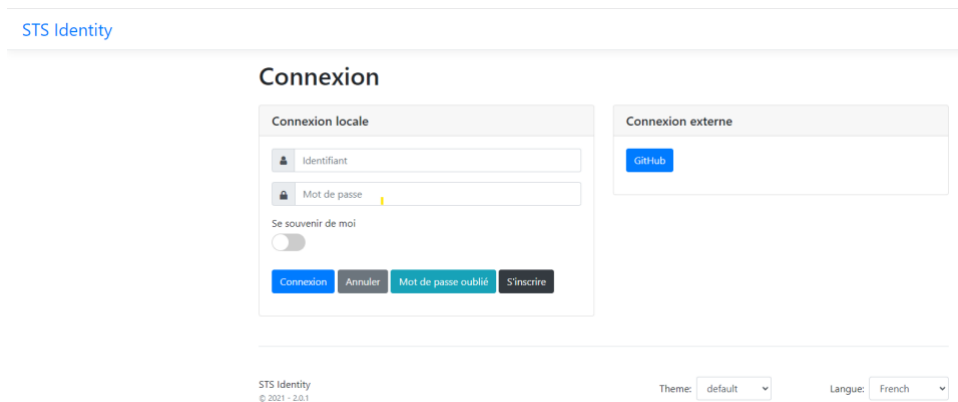 STS Identity
Connexion
Connexion locale
Identifiant
Mot de passe
Se souvenir de moi
Connexion Annuler Mot de passe oublié S'inscrire
Connexion externe
GitHub
STS Identity
© 2021 - 2.0.1
Theme: default
Langue: French